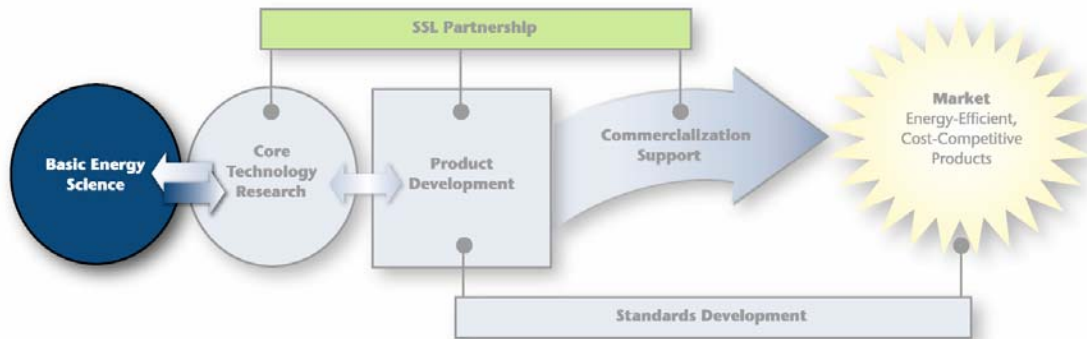 SSL Partnership
Basic Energy
Science
Core
Technology
Research
Product
Development
Commercialization
Support
Market
Energy-Efficient,
Cost-Competitive
Products
Standards Development